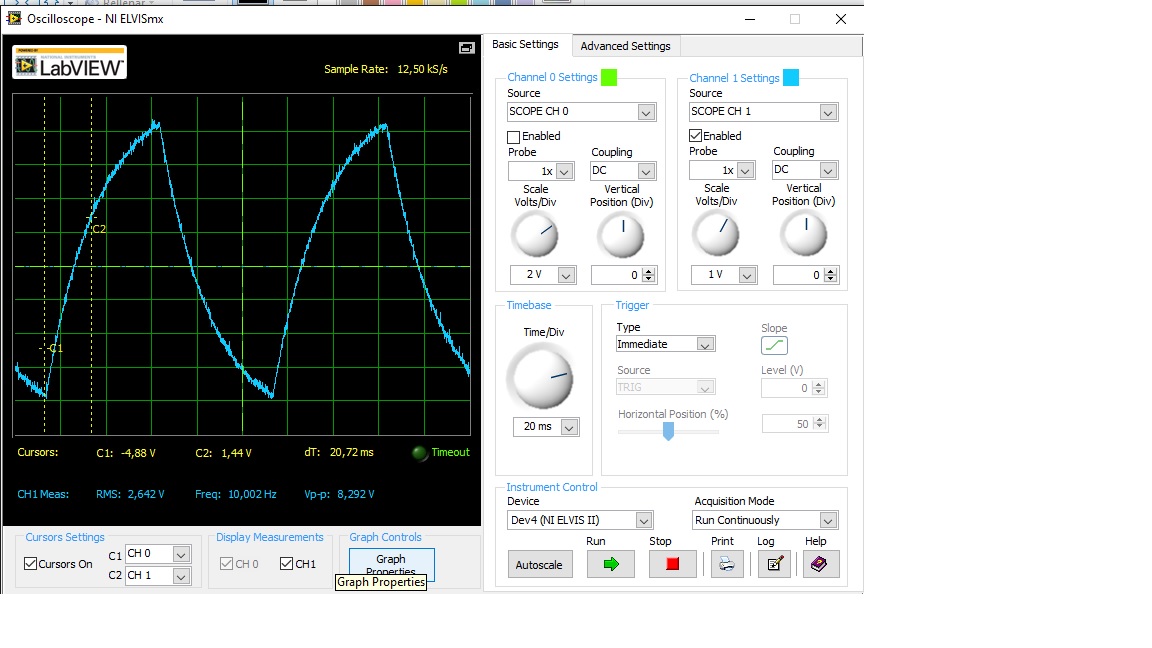 Rellenar
Oscilloscope - NI ELVISmx
LabVIEW
Sample Rate: 12,50 kS/s
C2
C1
Cursors: C1: -4,88 V C2: 1,44 V dT: 20,72 ms Timeout
CH1 Meas: RMS: 2,642 V Freq: 10,002 Hz Vp-p: 8,292 V
Cursors Settings
Cursors On
C1 CH 0
C2 CH 1
Display Measurements
CH 0 CH1
Graph Controls
Graph
Properties
Graph Properties
Basic Settings Advanced Settings
Channel 0 Settings
Source
SCOPE CH 0
Enabled
Probe Coupling
1x DC
Scale Vertical
Volts/Div Position (Div)
2 V 0
Channel 1 Settings
Source
SCOPE CH 1
Enabled
Probe Coupling
1x DC
Scale Vertical
Volts/Div Position (Div)
1 V 0
Timebase
Time/Div
20 ms
Trigger
Type Slope
Immediate
Source Level (V)
TRIG 0
Horizontal Position (%)
50
Instrument Control
Device Acquisition Mode
Dev4 (NI ELVIS II) Run Continuously
Run Stop Print Log Help
Autoscale